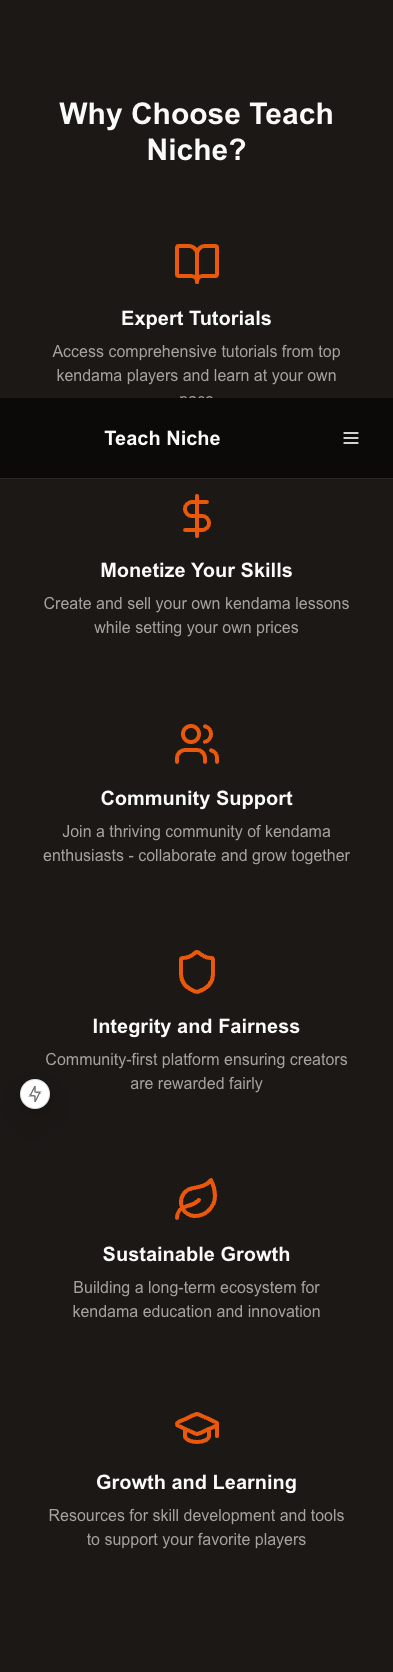 Why Choose Teach
Niche?
Expert Tutorials
Access comprehensive tutorials from top
kendama players and learn at your own
Teach Niche
Monetize Your Skills
Create and sell your own kendama lessons
while setting your own prices
Community Support
Join a thriving community of kendama
enthusiasts - collaborate and grow together
Integrity and Fairness
Community-first platform ensuring creators
are rewarded fairly
Sustainable Growth
Building a long-term ecosystem for
kendama education and innovation
Growth and Learning
Resources for skill development and tools
to support your favorite players